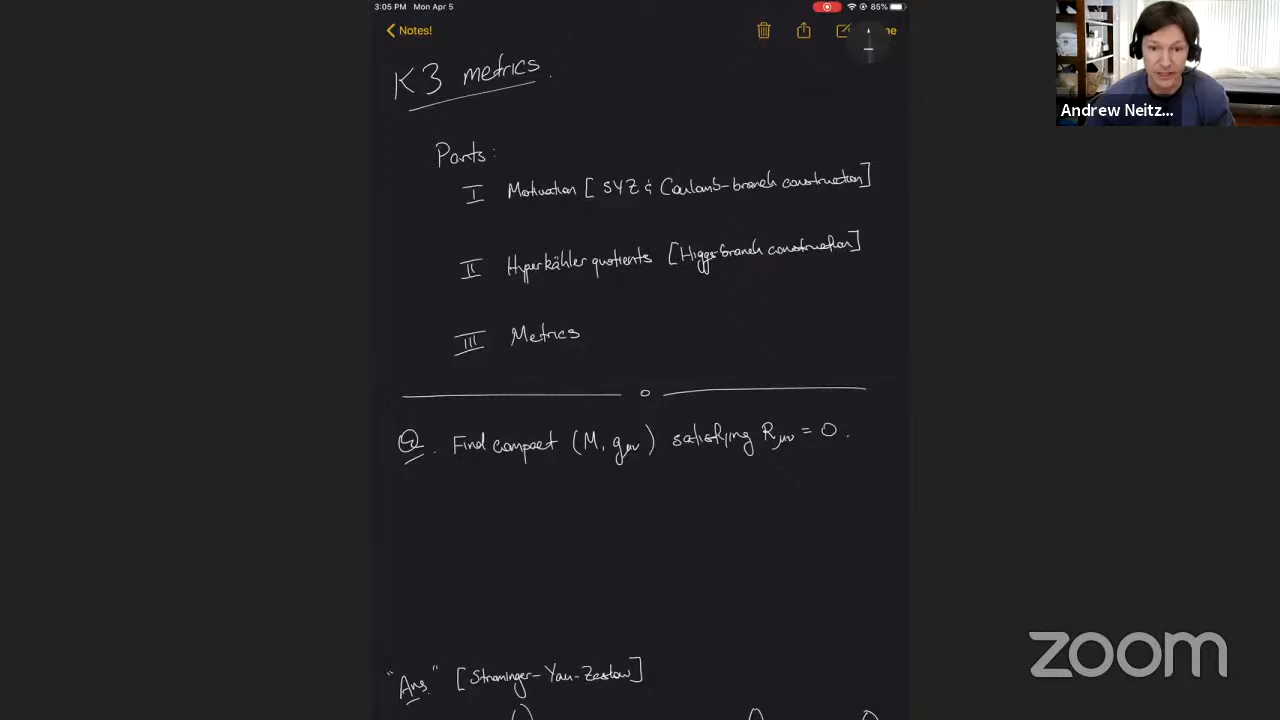 3:05 PM Mon Apr 5
85%
Notes!
ne
K3 metrics.
Andrew Neitz...
Parts:
I Motivation [SYZ & Coulomb-branch construction]
II Hyperkähler quotients [Higgs-branch construction]
III Metrics
Q. Find compact (M, gμν) satisfying Rμν = 0.
zoom
"Ans." [Strominger-Yau-Zaslow]